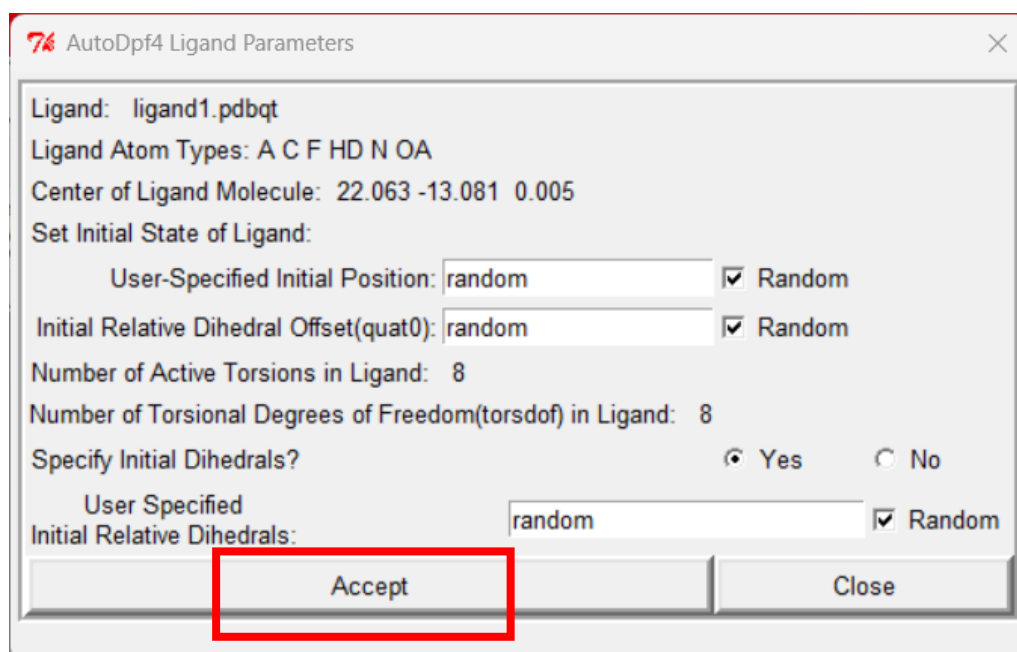 AutoDpf4 Ligand Parameters
Ligand: ligand1.pdbqt
Ligand Atom Types: A C F HD N OA
Center of Ligand Molecule: 22.063 -13.081 0.005
Set Initial State of Ligand:
User-Specified Initial Position: random Random
Initial Relative Dihedral Offset(quat0): random Random
Number of Active Torsions in Ligand: 8
Number of Torsional Degrees of Freedom(torsdof) in Ligand: 8
Specify Initial Dihedrals? Yes No
User Specified
Initial Relative Dihedrals: random Random
Accept Close